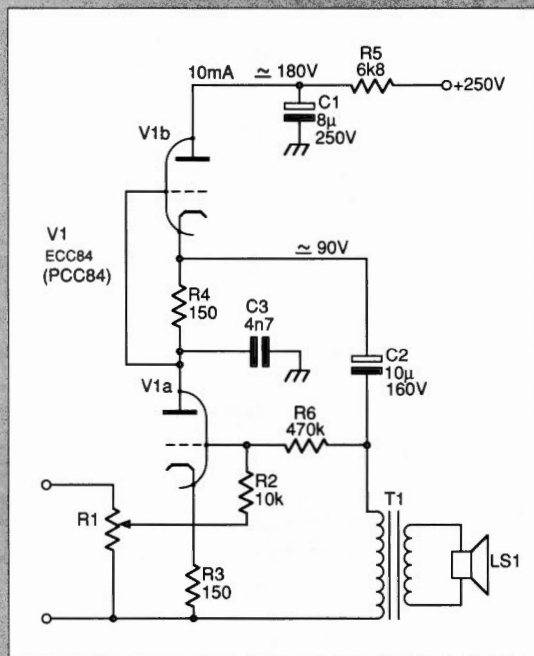 R5
6k8
10mA
≃ 180V
+250V
C1
8µ
250V
V1b
V1
ECC84
(PCC84)
≃ 90V
R4
150
C3
4n7
C2
10µ
160V
V1a
R6
470k
R2
10k
T1
R1
LS1
R3
150